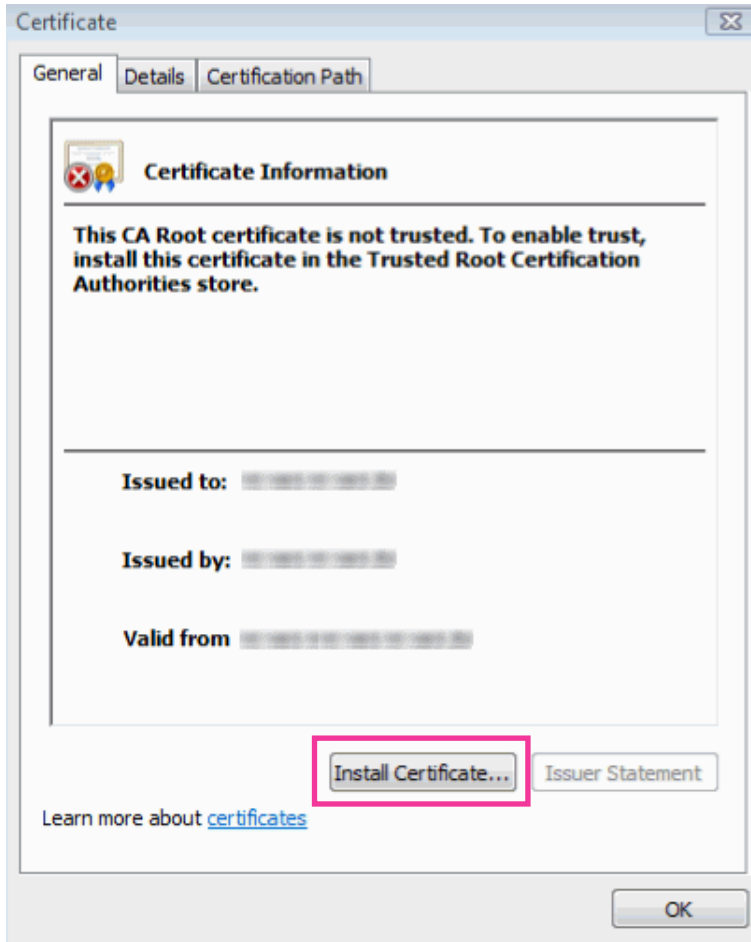 Certificate
General Details Certification Path
Certificate Information
This CA Root certificate is not trusted. To enable trust,
install this certificate in the Trusted Root Certification
Authorities store.
Issued to:
Issued by:
Valid from
Install Certificate... Issuer Statement
Learn more about certificates
OK